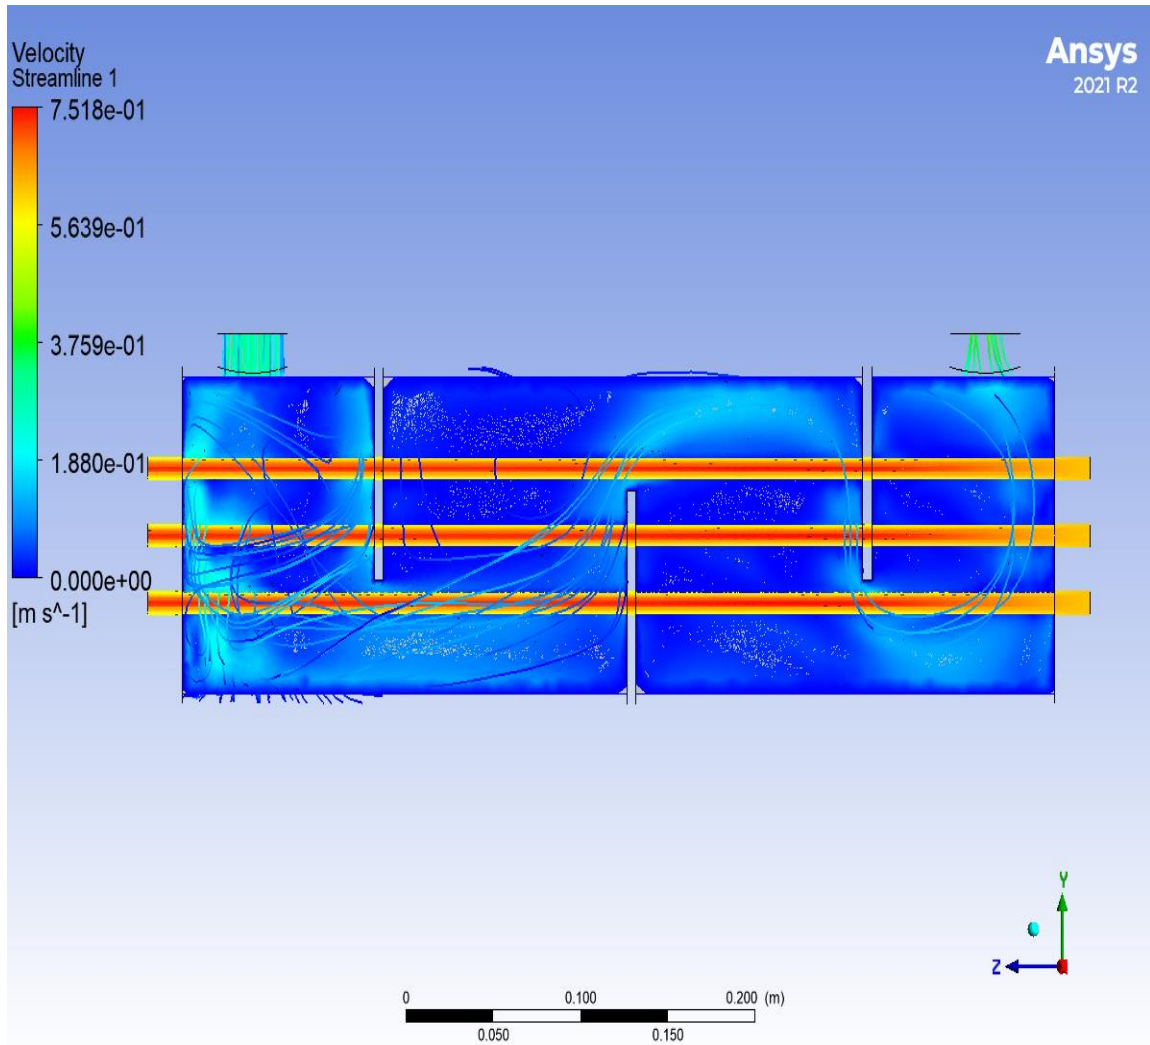 Velocity
Streamline 1
7.518e-01
5.639e-01
3.759e-01
1.880e-01
0.000e+00
[m s^-1]
Ansys
2021 R2
Y
Z
0 0.100 0.200 (m)
0.050 0.150